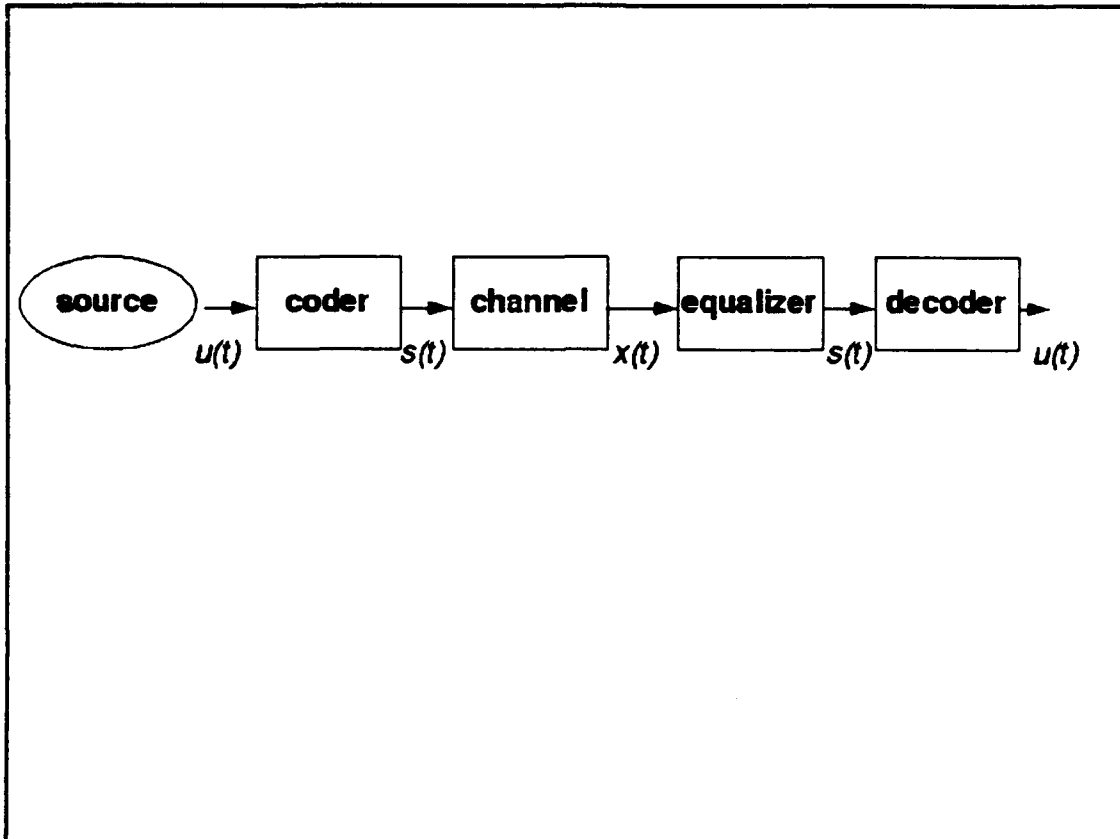 source coder channel equalizer decoder
u(t) s(t) x(t) s(t) u(t)